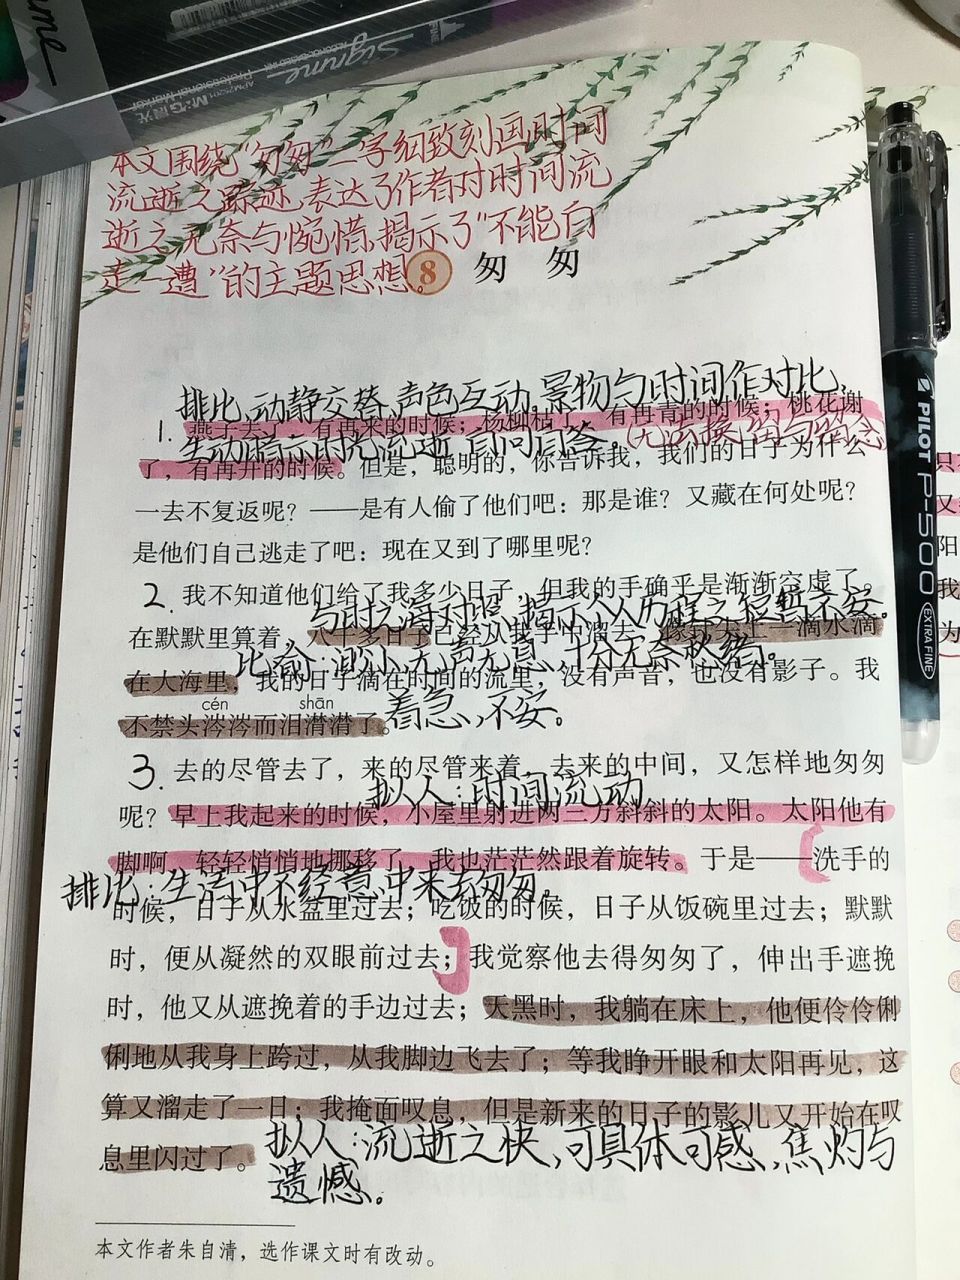 Signme
Alcohol-based ink
Professional Marker
APMZ5201 M&G晨光
me
本文围绕“匆匆”二字细致刻画时间
流逝之踪迹,表达了作者对时间流
逝之无奈与惋惜,揭示了“不能白
走一遭”的主题思想。
8 匆 匆
排比,动静交替,声色互动,景物与时间作对比,
1. 燕子去了,有再来的时候;杨柳枯 有再青的时候;桃花谢
生动暗示时光流逝,自问自答。
了,有再开的时候。但是,聪明的,你告诉我,我们的日子为什么
一去不复返呢?——是有人偷了他们吧:那是谁?又藏在何处呢?
是他们自己逃走了吧:现在又到了哪里呢?
2. 我不知道他们给了我多少日子,但我的手确乎是渐渐空虚了。
与时之海对照,揭示个人历程之短暂不安。
在默默里算着,八千多日子已经从我手中溜去,
一滴水滴
比喻:渺小,无声无息,十分无奈愁绪。
在大海里,我的日子滴在时间的流里,没有声音,也没有影子。我
cén shān
不禁头涔涔而泪潸潸了。
着急,不安。
3. 去的尽管去了,来的尽管来着,去来的中间,又怎样地匆匆
拟人:时间流动
呢?早上我起来的时候,小屋里射进两三方斜斜的太阳。太阳他有
脚啊,轻轻悄悄地挪移了,我也茫茫然跟着旋转。于是——洗手的
排比:生活中不经意中来去匆匆。
时候,日子从水盆里过去;吃饭的时候,日子从饭碗里过去;默默
时,便从凝然的双眼前过去;我觉察他去得匆匆了,伸出手遮挽
时,他又从遮挽着的手边过去;天黑时,我躺在床上,他便伶伶俐
俐地从我身上跨过,从我脚边飞去了;等我睁开眼和太阳再见,这
算又溜走了一日;我掩面叹息,但是新来的日子的影儿又开始在叹
息里闪过了。
拟人:流逝之快,可具体可感,焦灼与
遗憾。
本文作者朱自清,选作课文时有改动。
PILOT P-500 EXTRA FINE
只
又
阳
我
为